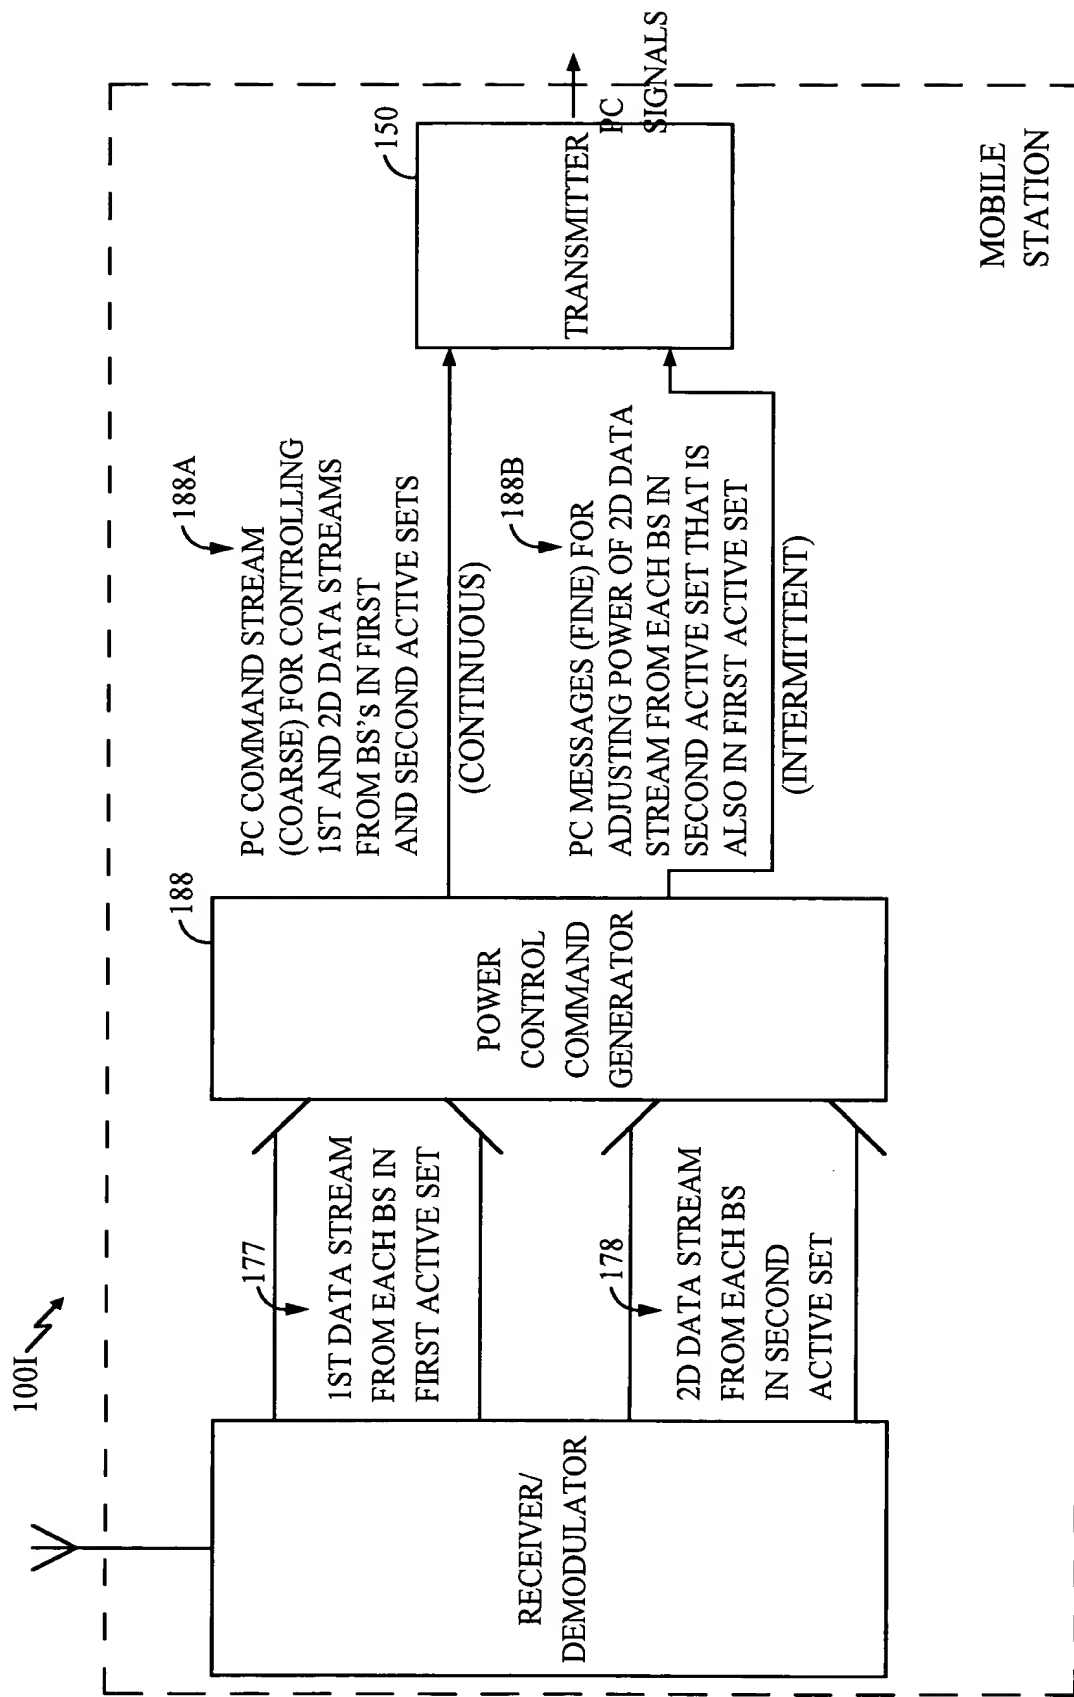 100I
RECEIVER/
DEMODULATOR
177
1ST DATA STREAM
FROM EACH BS IN
FIRST ACTIVE SET
178
2D DATA STREAM
FROM EACH BS
IN SECOND
ACTIVE SET
188
POWER
CONTROL
COMMAND
GENERATOR
188A
PC COMMAND STREAM
(COARSE) FOR CONTROLLING
1ST AND 2D DATA STREAMS
FROM BS'S IN FIRST
AND SECOND ACTIVE SETS
(CONTINUOUS)
188B
PC MESSAGES (FINE) FOR
ADJUSTING POWER OF 2D DATA
STREAM FROM EACH BS IN
SECOND ACTIVE SET THAT IS
ALSO IN FIRST ACTIVE SET
(INTERMITTENT)
150
TRANSMITTER
PC
SIGNALS
MOBILE
STATION